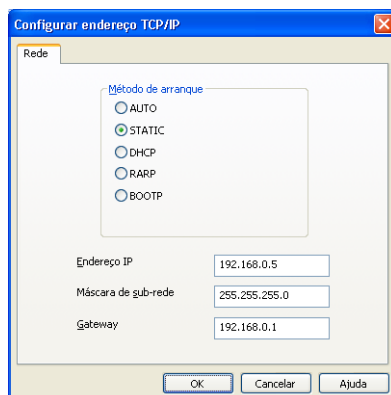 Configurar endereço TCP/IP
Rede
Método de arranque
AUTO
STATIC
DHCP
RARP
BOOTP
Endereço IP 192.168.0.5
Máscara de sub-rede 255.255.255.0
Gateway 192.168.0.1
OK Cancelar Ajuda